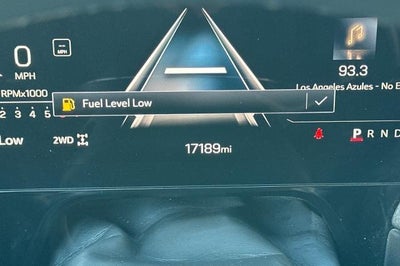 0
MPH
--
MPH
93.3
RPMx1000
Los Angeles Azules - No E
Fuel Level Low
2 3 4 5
Low
2WD
17189mi
P R N D